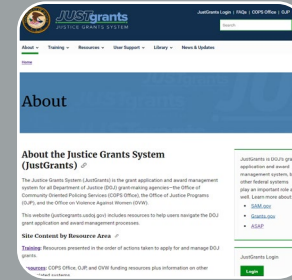 JustGrants Login | FAQs | COPS Office | OJP
JUSTgrants
JUSTICE GRANTS SYSTEM
Search
About Training Resources User Support Library News & Updates
Home
About
About the Justice Grants System
(JustGrants)
The Justice Grants System (JustGrants) is the grant application and award management
system for all Department of Justice (DOJ) grant-making agencies—the Office of
Community Oriented Policing Services (COPS Office), the Office of Justice Programs
(OJP), and the Office on Violence Against Women (OVW).
This website (justicegrants.usdoj.gov) includes resources to help users navigate the DOJ
grant application and award management processes.
Site Content by Resource Area
Training: Resources presented in the order of actions taken to apply for and manage DOJ
grants.
COPS Office, OJP and OVW funding resources plus information on other
systems
JustGrants is DOJ's
application and award
management system,
other federal systems
play an important role
well. Learn more about
• SAM.gov
• Grants.gov
• ASAP
JustGrants Login
Login